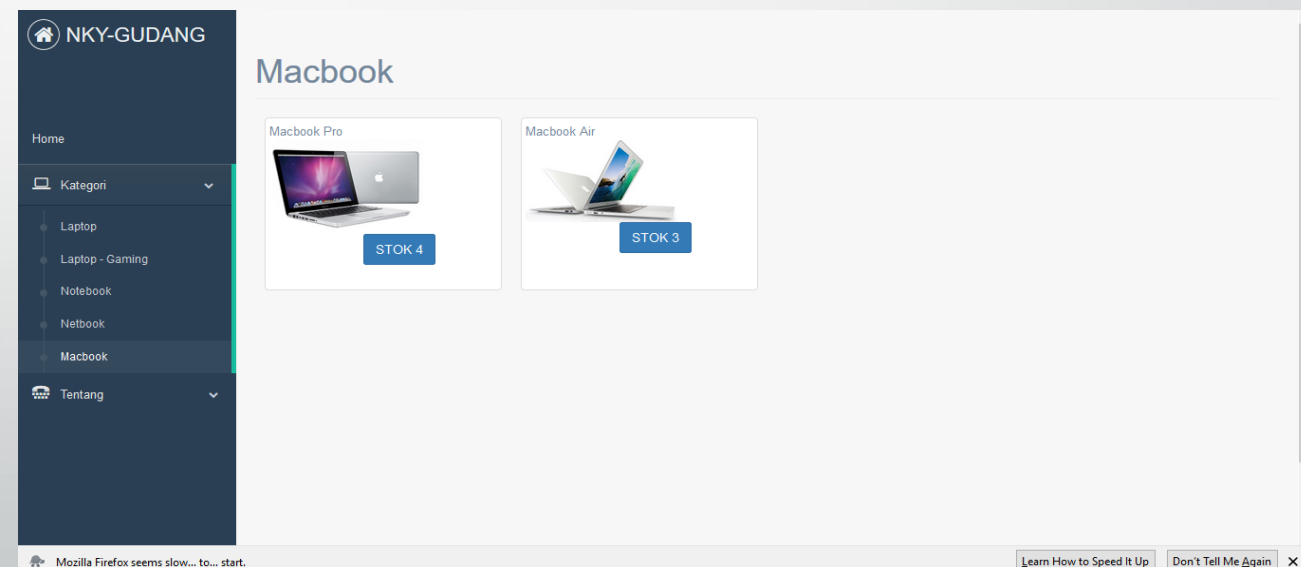 NKY-GUDANG
Home
Kategori
Laptop
Laptop - Gaming
Notebook
Netbook
Macbook
Tentang
Macbook
Macbook Pro
STOK 4
Macbook Air
STOK 3
Mozilla Firefox seems slow... to... start.
Learn How to Speed It Up
Don't Tell Me Again